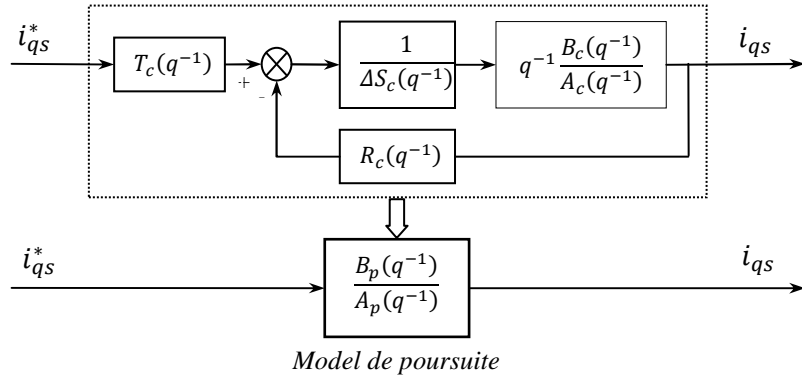 i*qs
Tc(q⁻¹)
+
-
1
ΔSc(q⁻¹)
q⁻¹ Bc(q⁻¹)
Ac(q⁻¹)
iqs
Rc(q⁻¹)
i*qs
Bp(q⁻¹)
Ap(q⁻¹)
iqs
Model de poursuite